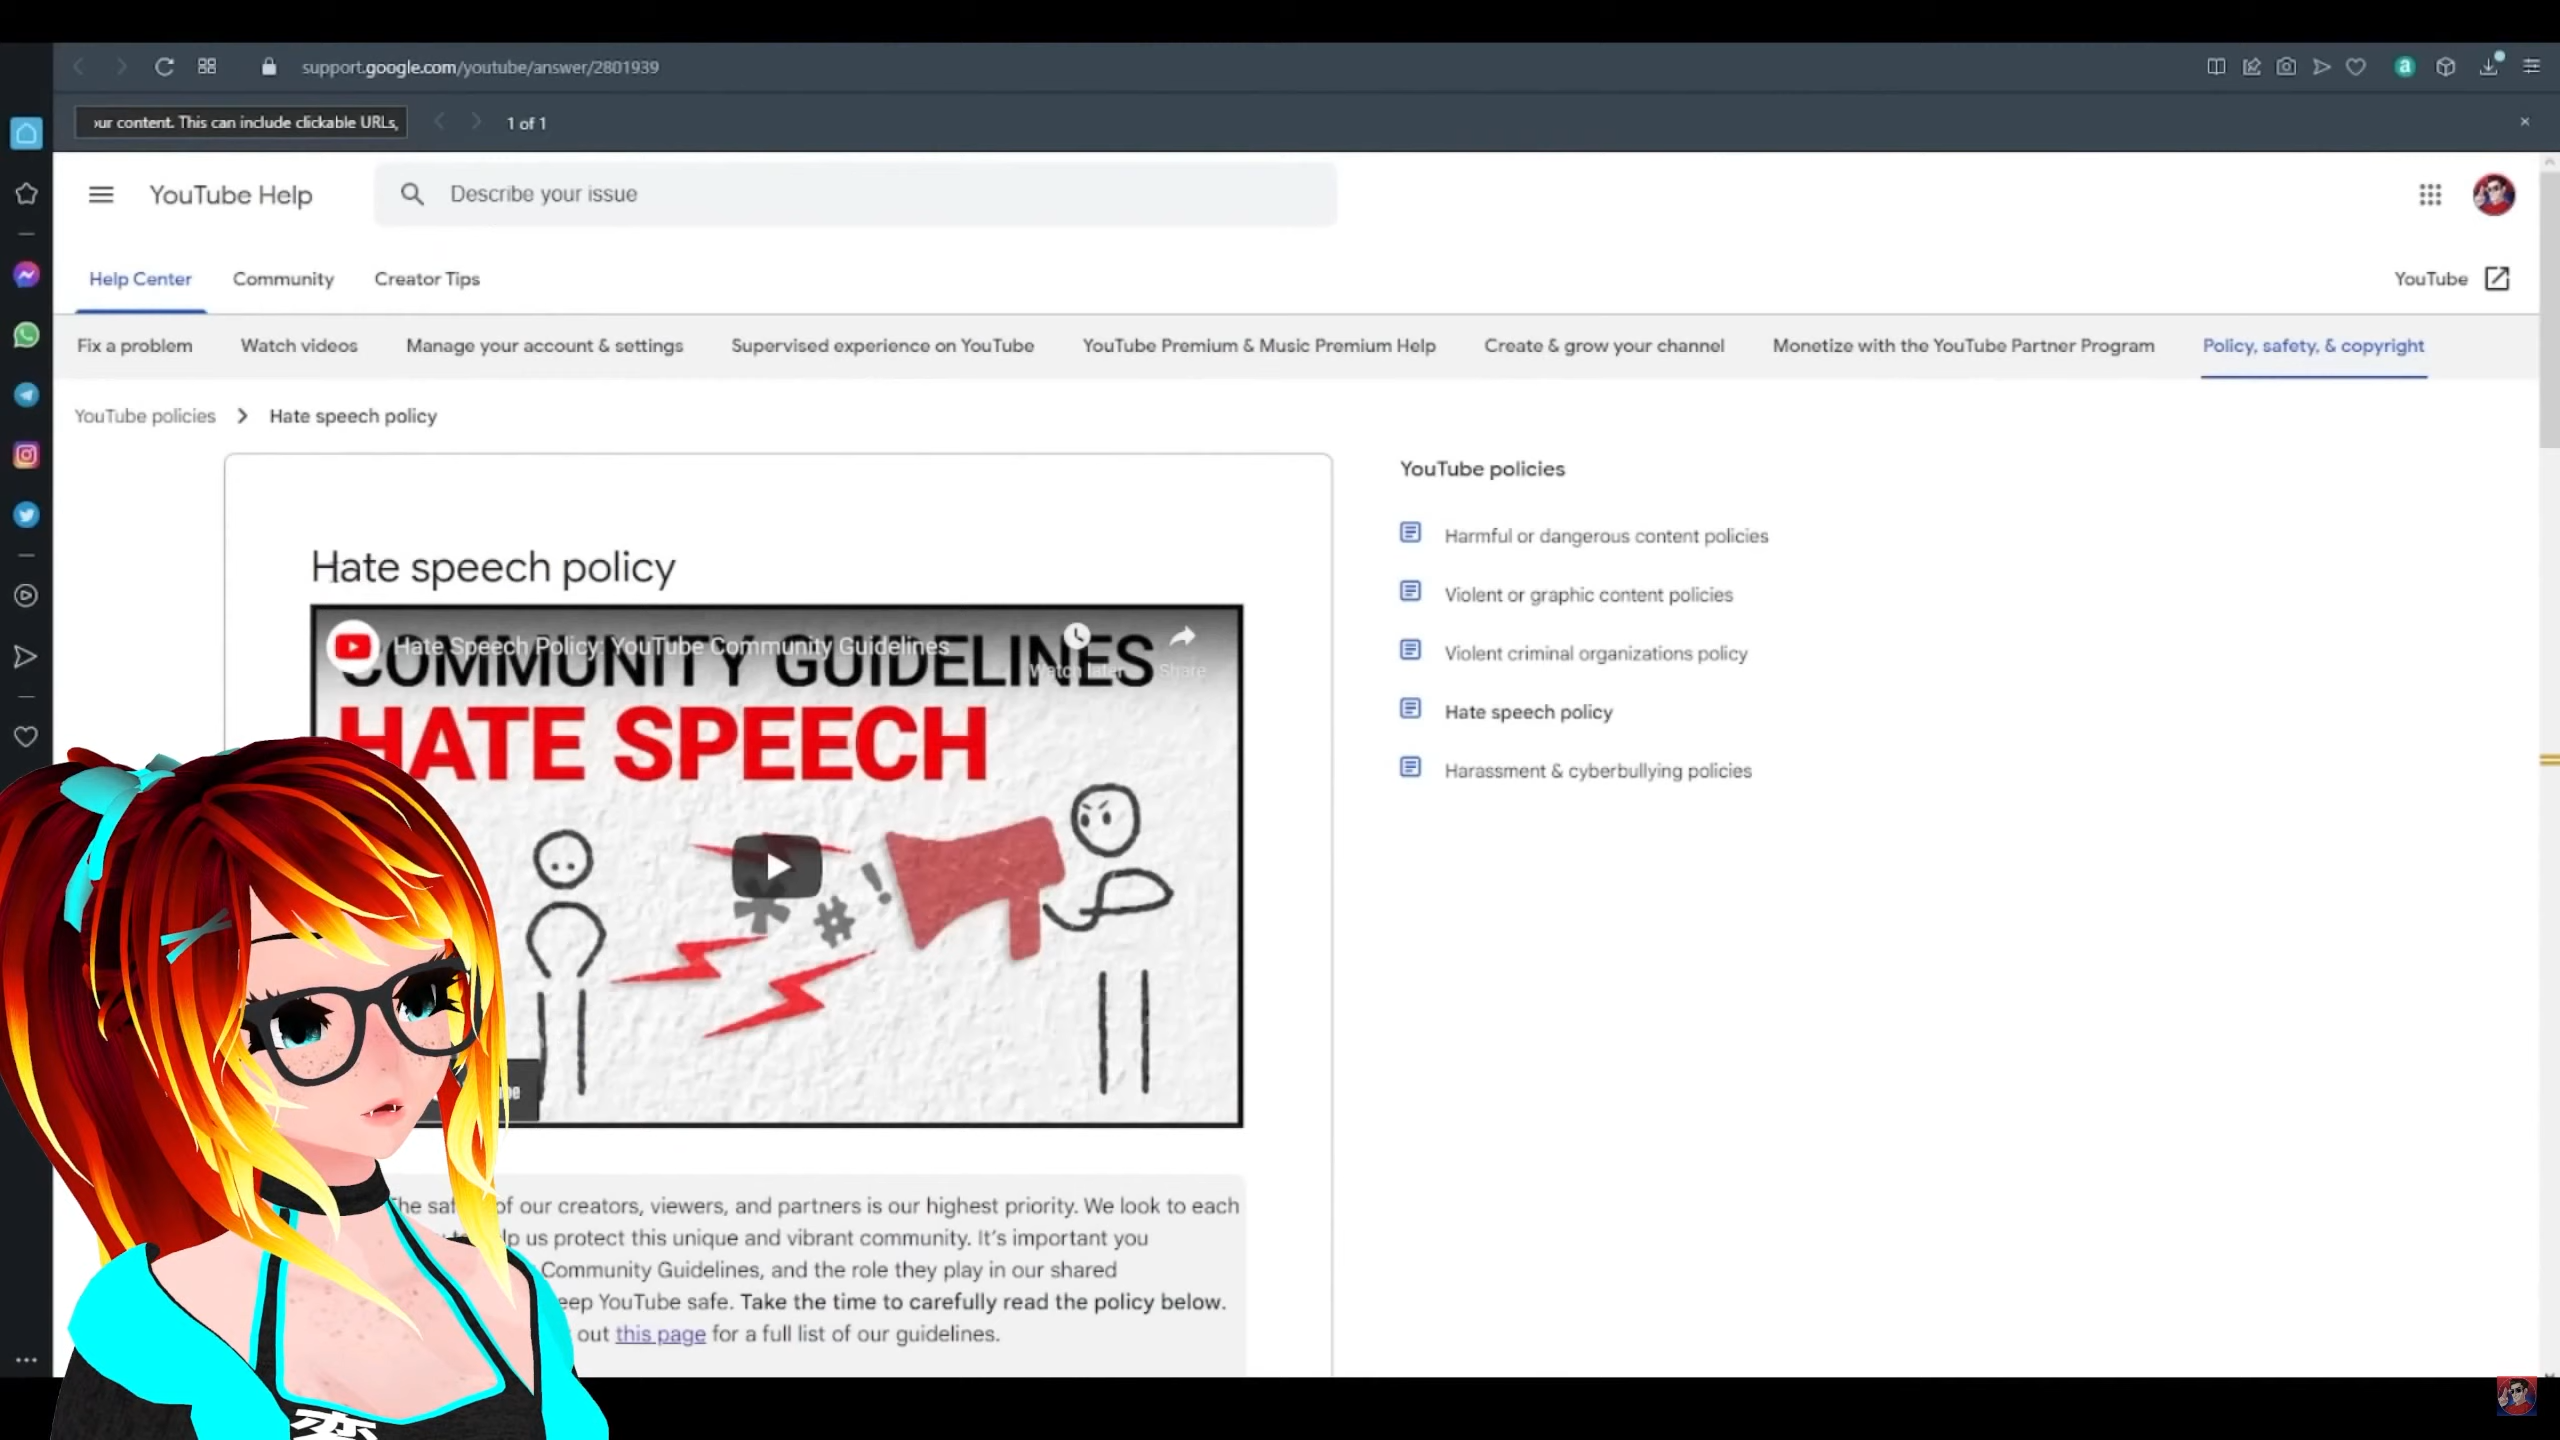 support.google.com/youtube/answer/2801939
our content. This can include clickable URLs,
1 of 1
YouTube Help
Describe your issue
Help Center
Community
Creator Tips
YouTube
Fix a problem
Watch videos
Manage your account & settings
Supervised experience on YouTube
YouTube Premium & Music Premium Help
Create & grow your channel
Monetize with the YouTube Partner Program
Policy, safety, & copyright
YouTube policies
Hate speech policy
Hate speech policy
Hate Speech Policy: YouTube Community Guidelines
Watch later
Share
COMMUNITY GUIDELINES
HATE SPEECH
The of our creators, viewers, and partners is our highest priority. We look to each
us protect this unique and vibrant community. It's important you
Community Guidelines, and the role they play in our shared
YouTube safe. Take the time to carefully read the policy below.
out this page for a full list of our guidelines.
YouTube policies
Harmful or dangerous content policies
Violent or graphic content policies
Violent criminal organizations policy
Hate speech policy
Harassment & cyberbullying policies
a